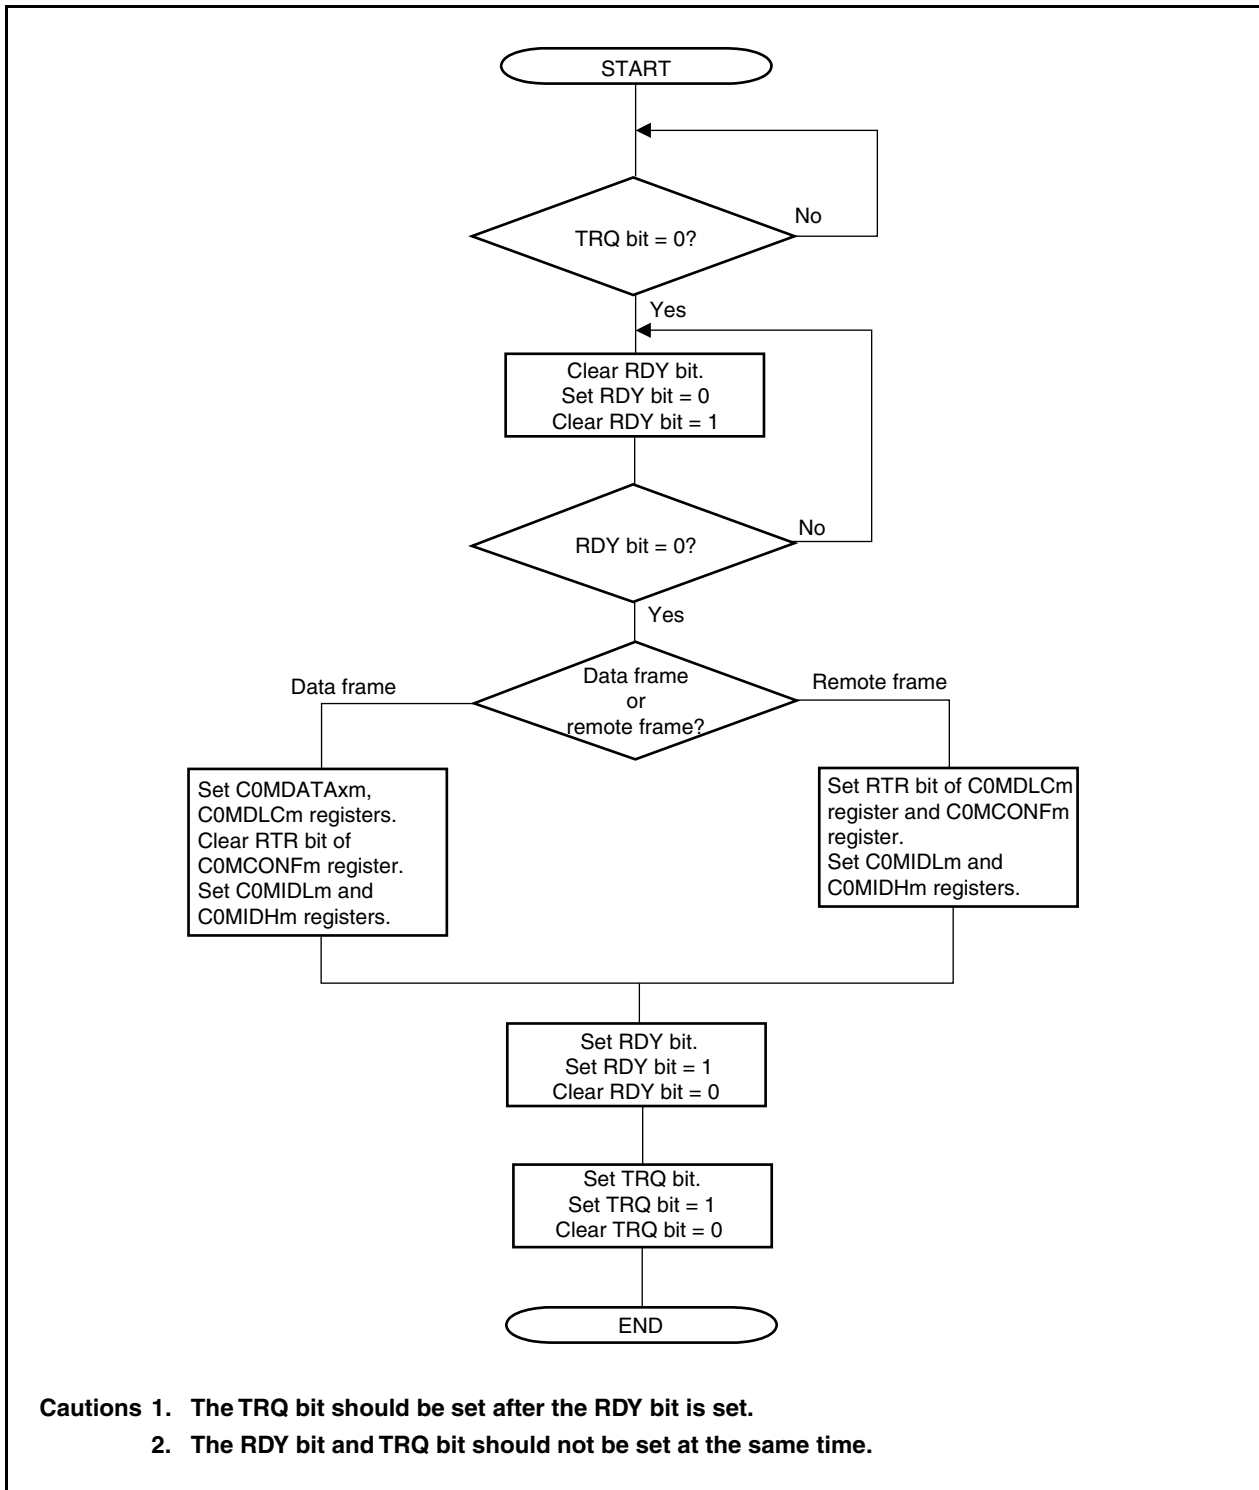 START
No
TRQ bit = 0?
Yes
Clear RDY bit.
Set RDY bit = 0
Clear RDY bit = 1
No
RDY bit = 0?
Yes
Data frame
Data frame
or
remote frame?
Remote frame
Set C0MDATAxm,
C0MDLCm registers.
Clear RTR bit of
C0MCONFm register.
Set C0MIDLm and
C0MIDHm registers.
Set RTR bit of C0MDLCm
register and C0MCONFm
register.
Set C0MIDLm and
C0MIDHm registers.
Set RDY bit.
Set RDY bit = 1
Clear RDY bit = 0
Set TRQ bit.
Set TRQ bit = 1
Clear TRQ bit = 0
END
Cautions 1. The TRQ bit should be set after the RDY bit is set.
2. The RDY bit and TRQ bit should not be set at the same time.